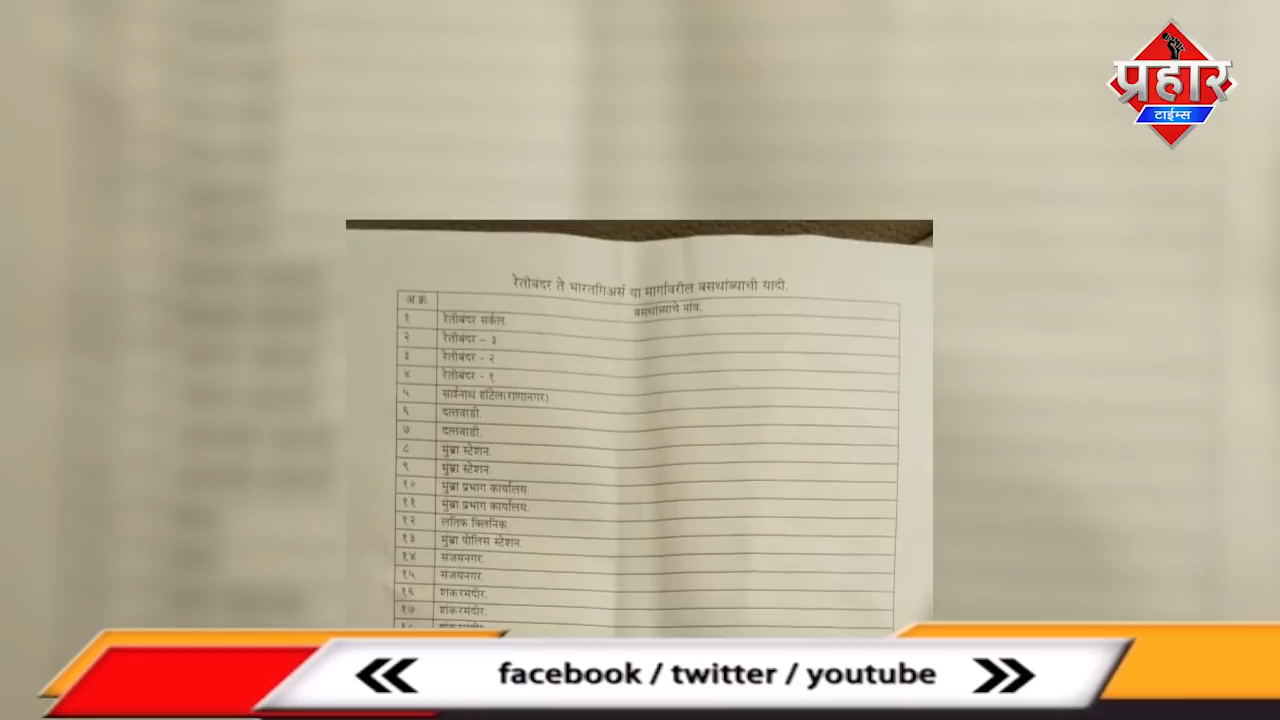 प्रहार
टाईम्स
रेतीबंदर ते भारतगिअर्स या मार्गावरील बसथांब्याची यादी.
अ.क्र. बसथांब्याचे नांव.
१ रेतीबंदर सर्कल.
२ रेतीबंदर – ३
३ रेतीबंदर - २
४ रेतीबंदर - १
५ साईनाथ हॉटेल(राणानगर)
६ दत्तवाडी.
७ दत्तवाडी.
८ मुंब्रा स्टेशन.
९ मुंब्रा स्टेशन.
१० मुंब्रा प्रभाग कार्यालय.
११ मुंब्रा प्रभाग कार्यालय.
१२ लतिफ क्लिनिक
१३ मुंब्रा पोलिस स्टेशन.
१४ संजयनगर
१५ संजयनगर
१६ शंकरमंदीर.
१७ शंकरमंदीर.
facebook / twitter / youtube